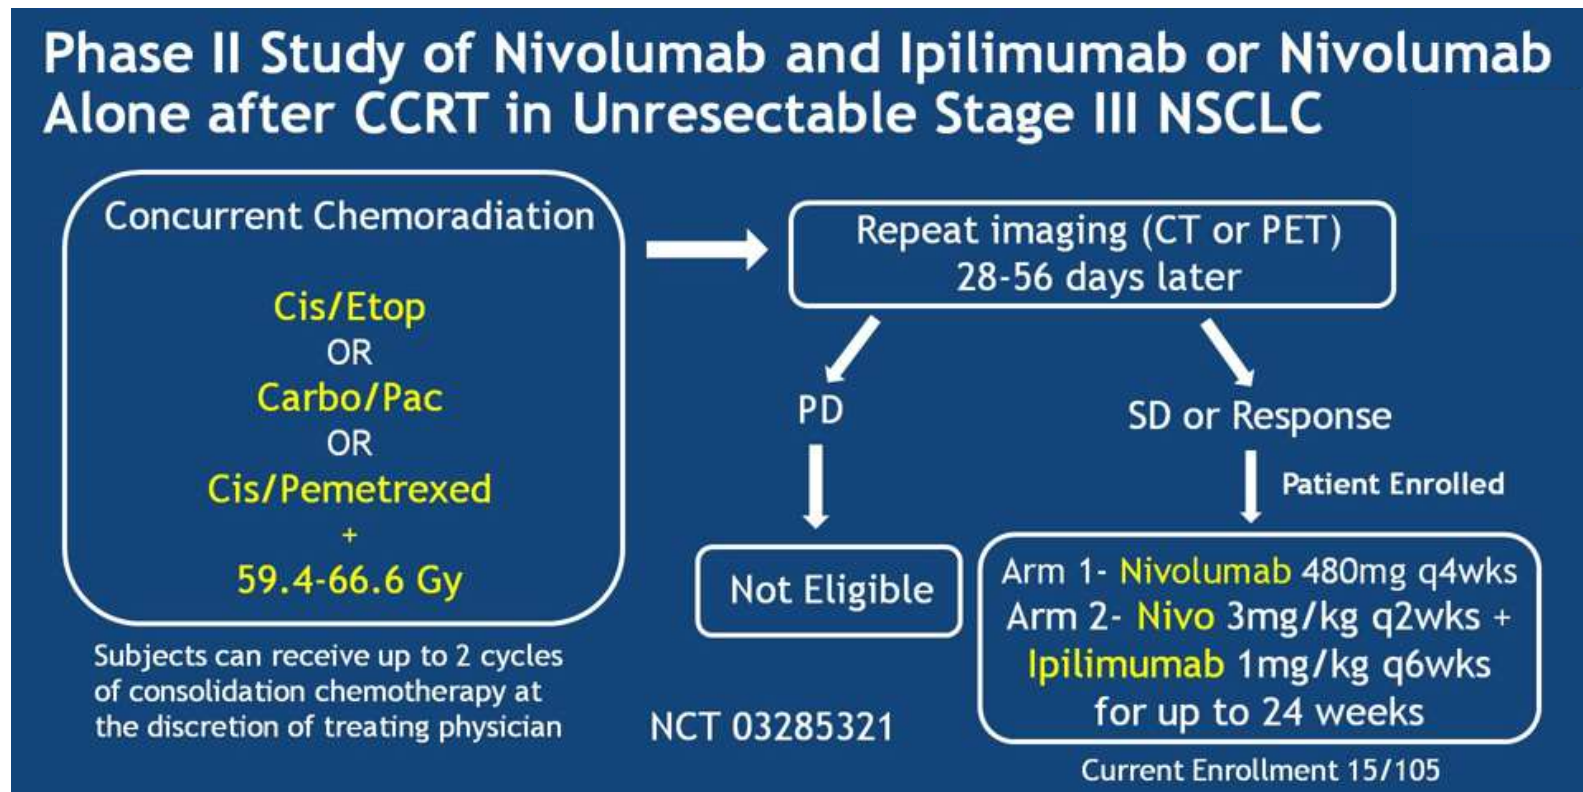 Phase II Study of Nivolumab and Ipilimumab or Nivolumab
Alone after CCRT in Unresectable Stage III NSCLC
Concurrent Chemoradiation
Cis/Etop
OR
Carbo/Pac
OR
Cis/Pemetrexed
+
59.4-66.6 Gy
Subjects can receive up to 2 cycles
of consolidation chemotherapy at
the discretion of treating physician
Repeat imaging (CT or PET)
28-56 days later
PD
Not Eligible
SD or Response
Patient Enrolled
Arm 1- Nivolumab 480mg q4wks
Arm 2- Nivo 3mg/kg q2wks +
Ipilimumab 1mg/kg q6wks
for up to 24 weeks
NCT 03285321
Current Enrollment 15/105